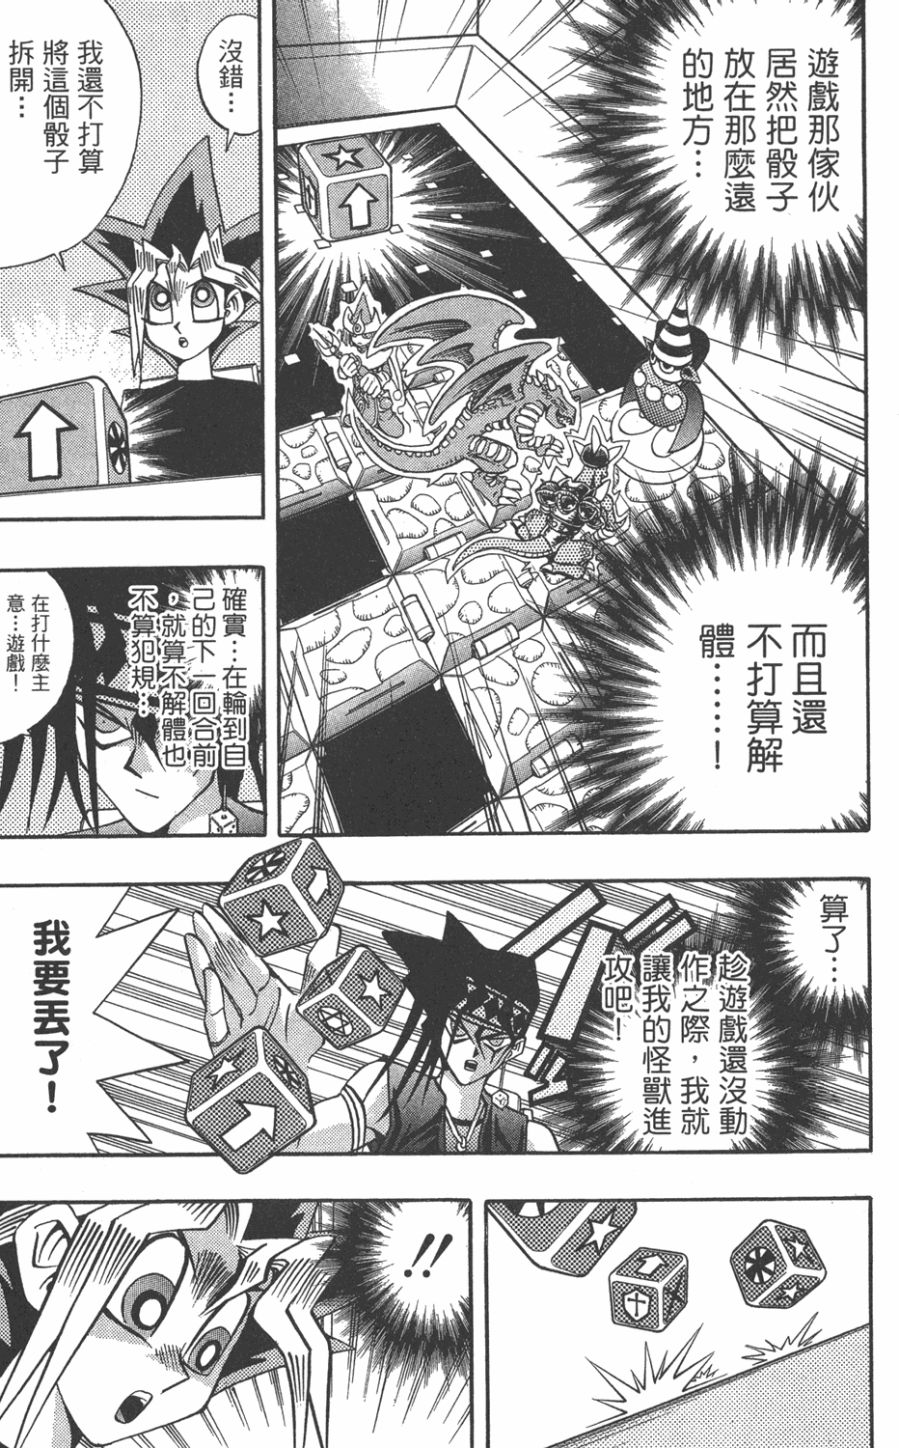 遊戲那傢伙
居然把骰子
放在那麼遠
的地方…
而且還
不打算解
體……！
沒錯…
我還不打算
將這個骰子
拆開…
確實…在輪到自
己的下一回合前
，就算不解體也
不算犯規…
在打什麼主
意…遊戲！
算了…
趁遊戲還沒動
作之際，我就
讓我的怪獸進
攻吧！
我要丟了！
!!